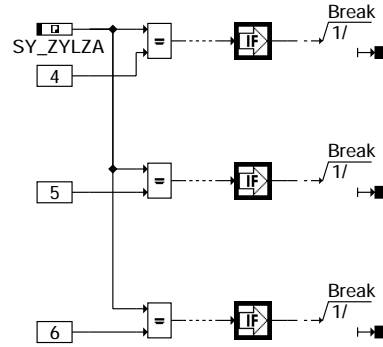 Break
1/
SY_ZYLZA
=
IF
4
Break
1/
=
IF
5
Break
1/
=
IF
6